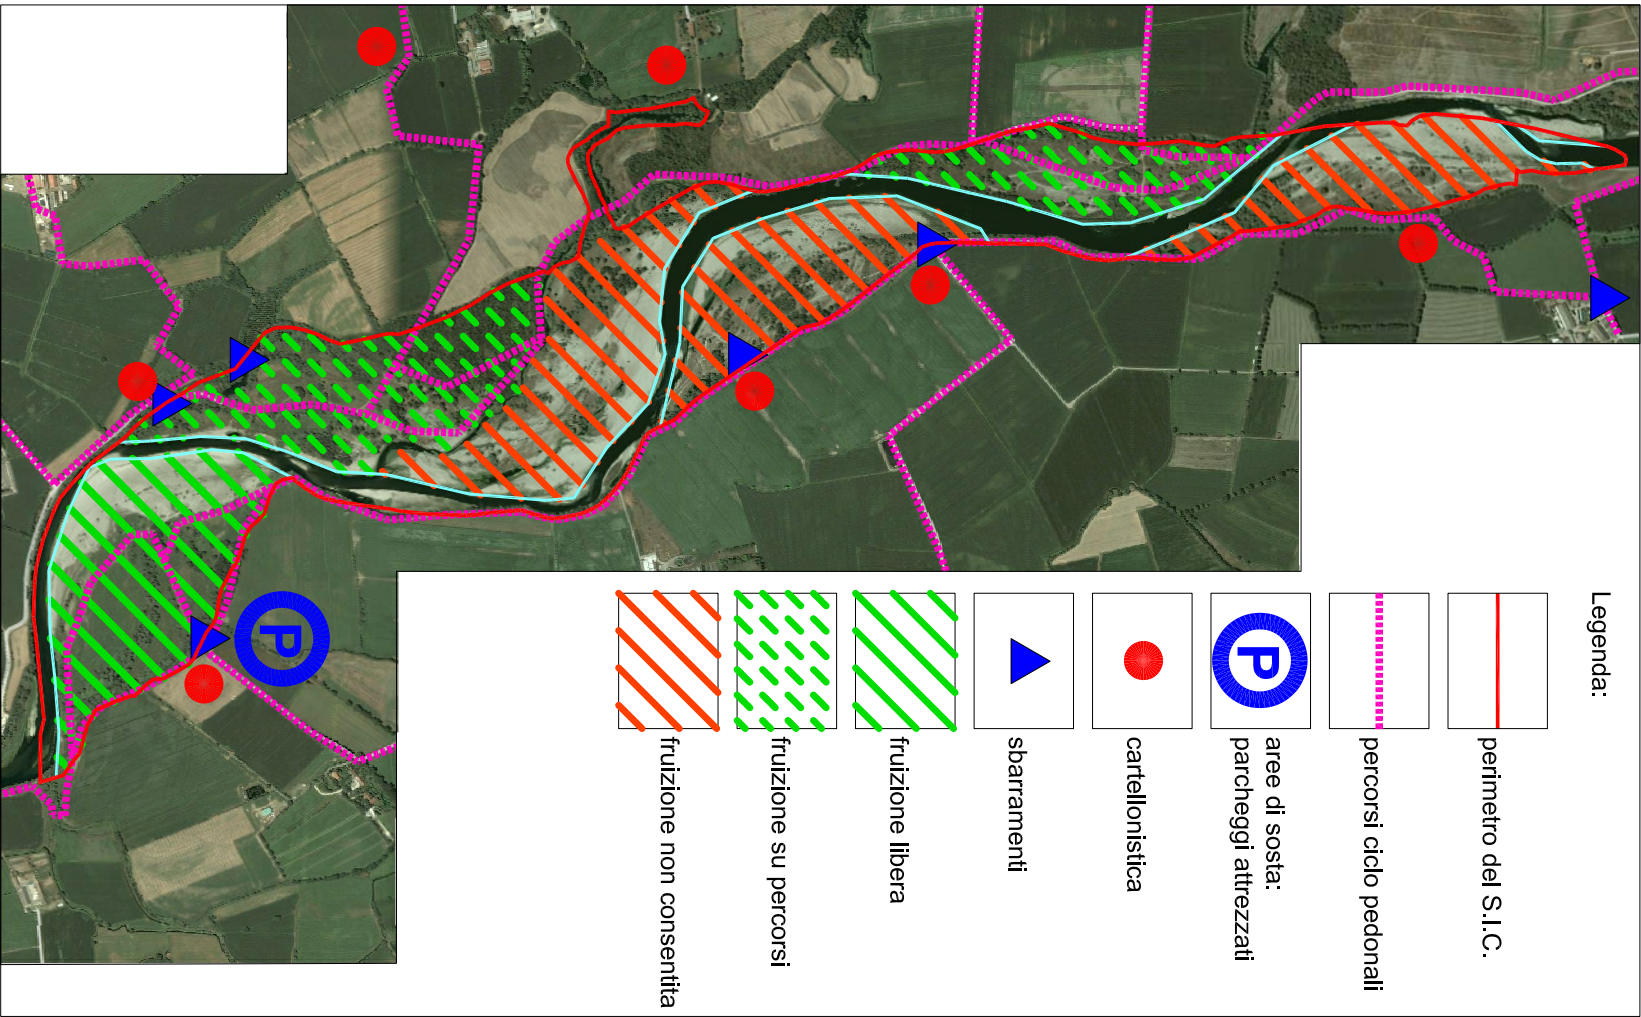 Legenda:
perimetro del S.I.C.
percorsi ciclo pedonali
P
aree di sosta:
parcheggi attrezzati
cartellonistica
sbarramenti
fruizione libera
fruizione su percorsi
fruizione non consentita
P